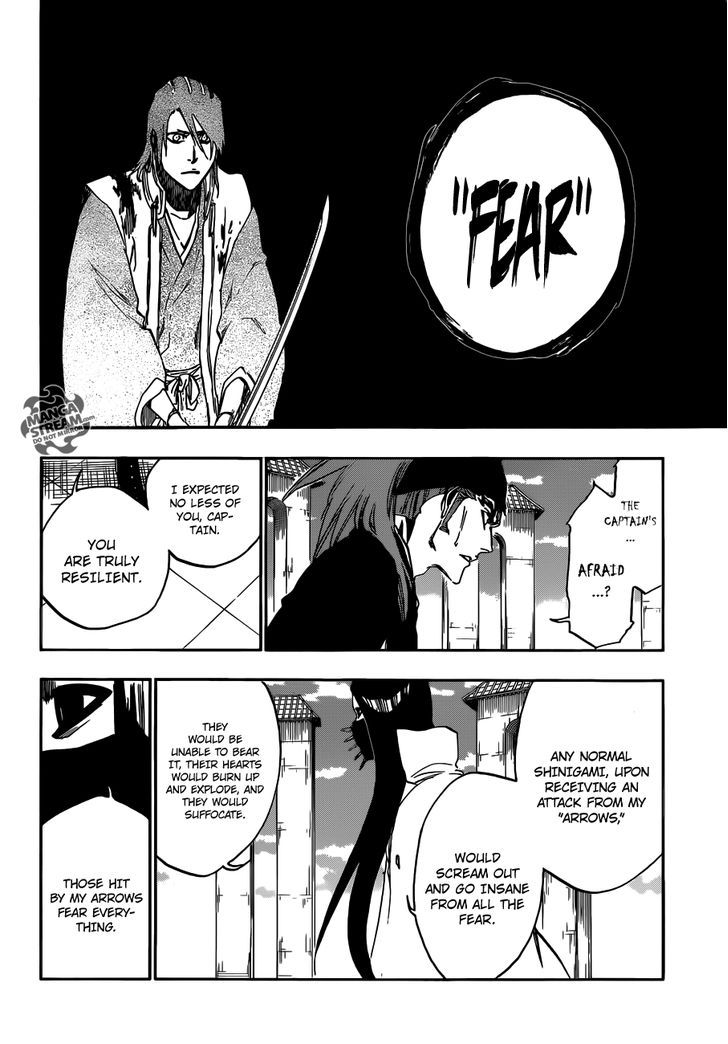 "FEAR"
MANGA
STREAM.com
DO NOT MIRROR
THE
CAPTAIN'S
...
AFRAID
...?
I EXPECTED
NO LESS OF
YOU, CAP-
TAIN.
YOU
ARE TRULY
RESILIENT.
ANY NORMAL
SHINIGAMI, UPON
RECEIVING AN
ATTACK FROM MY
"ARROWS,"
WOULD
SCREAM OUT
AND GO INSANE
FROM ALL THE
FEAR.
THEY
WOULD BE
UNABLE TO BEAR
IT, THEIR HEARTS
WOULD BURN UP
AND EXPLODE, AND
THEY WOULD
SUFFOCATE.
THOSE HIT
BY MY ARROWS
FEAR EVERY-
THING.